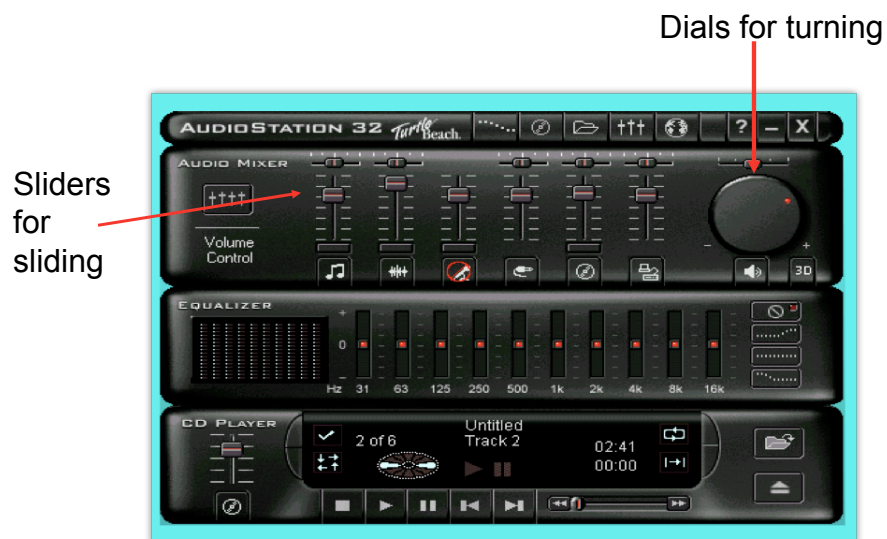 Dials for turning
AUDIOSTATION 32 Turtle Beach.
? – X
AUDIO MIXER
Sliders
for
sliding
Volume
Control
– +
3D
EQUALIZER
+
0
–
Hz 31 63 125 250 500 1k 2k 4k 8k 16k
CD PLAYER
2 of 6
Untitled
Track 2
02:41
00:00